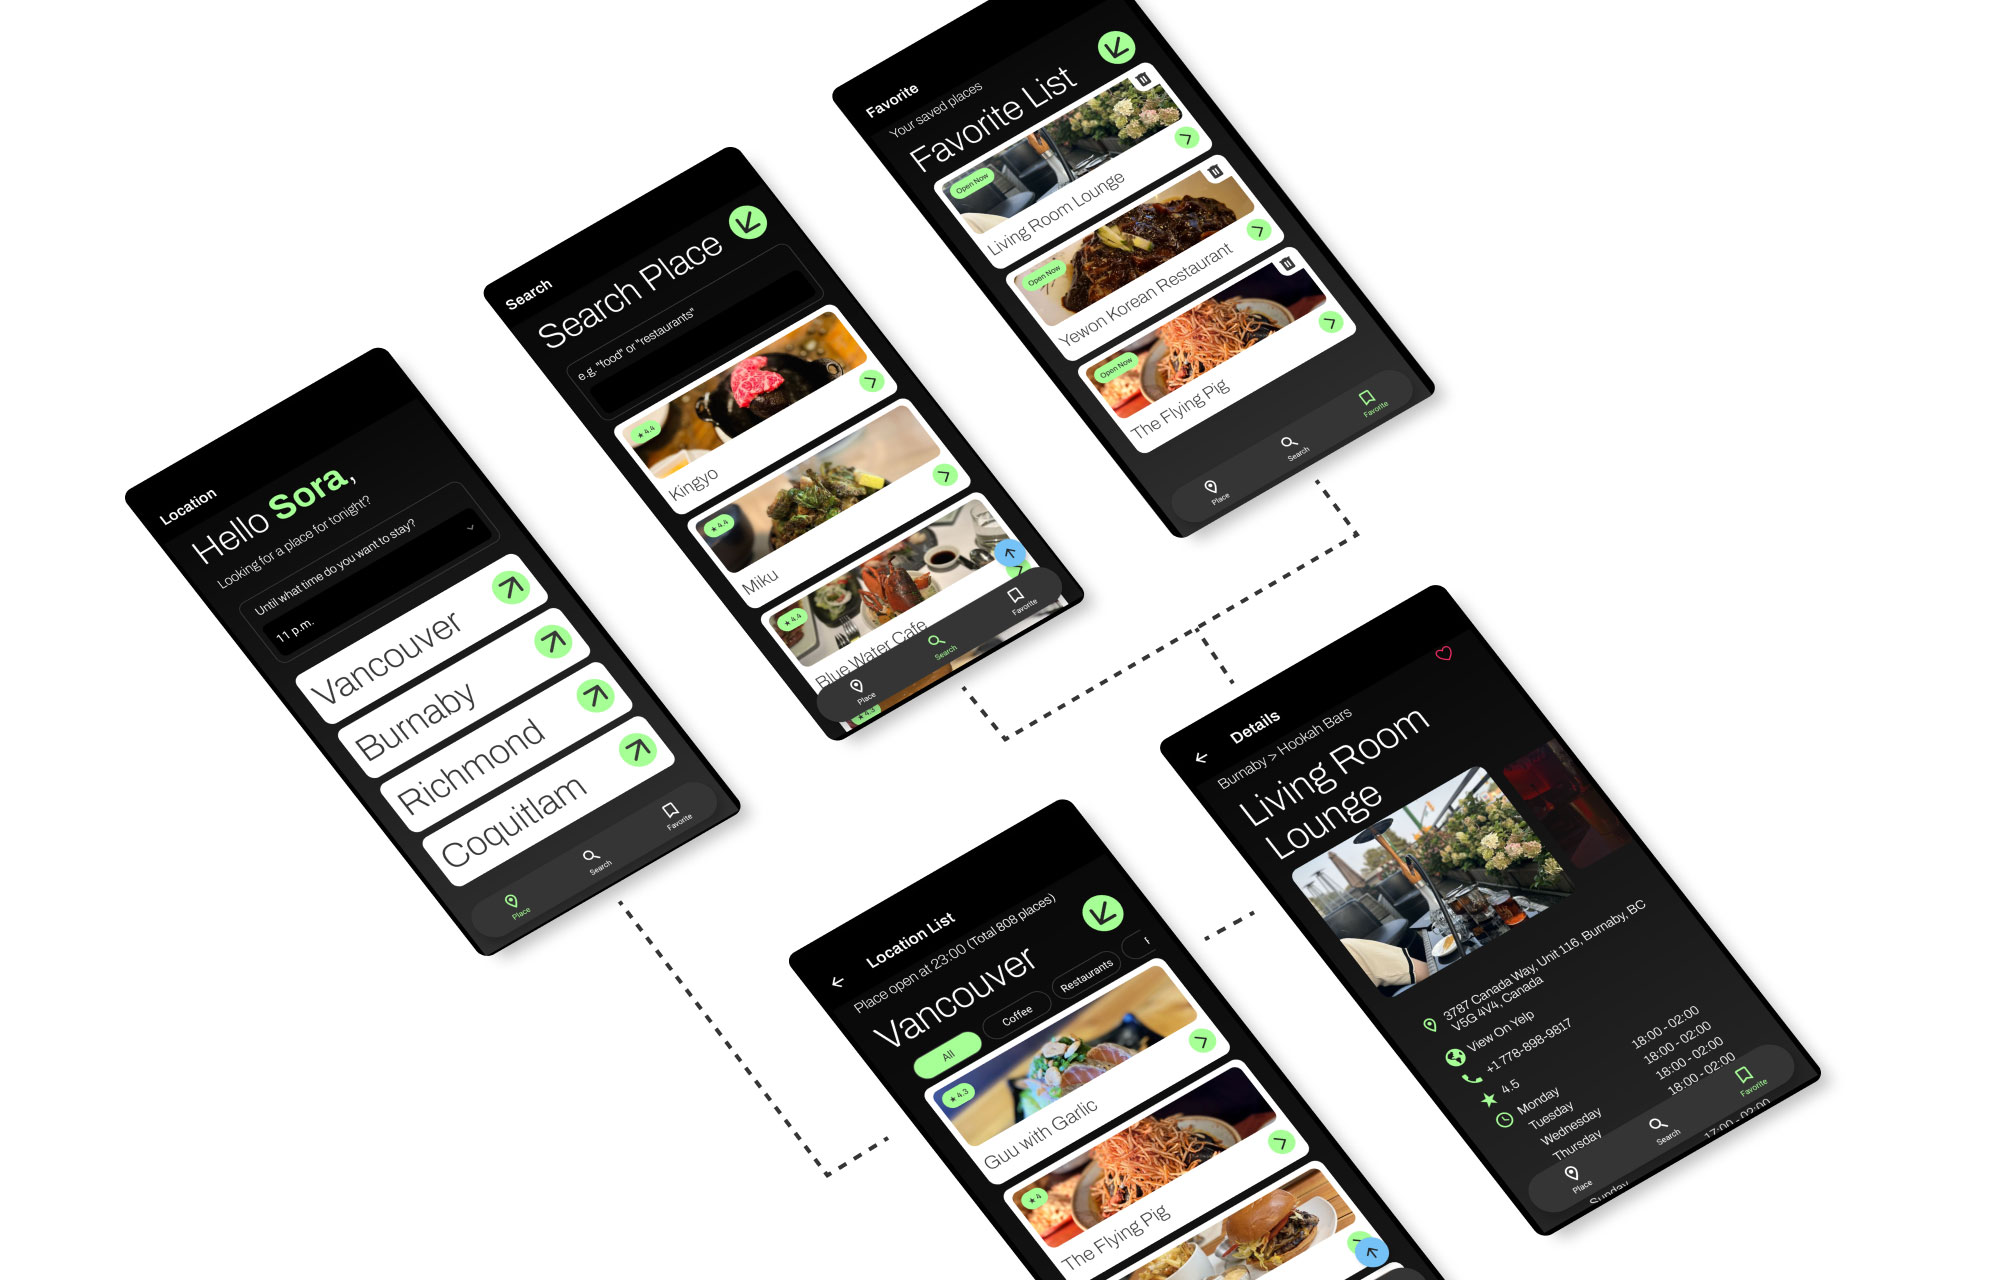 Location
Hello Sora,
Looking for a place for tonight?
Until what time do you want to stay?
11 p.m.
Vancouver
Burnaby
Richmond
Coquitlam
Place
Search
Favorite
Search
Search Place
e.g. "food" or "restaurants"
★ 4.4
Kingyo
★ 4.4
Miku
★ 4.4
Blue Water Cafe
★ 4.3
Place
Search
Favorite
Favorite
Your saved places
Favorite List
Open Now
Living Room Lounge
Open Now
Yewon Korean Restaurant
Open Now
The Flying Pig
Place
Search
Favorite
Location List
Place open at 23:00 (Total 808 places)
Vancouver
All
Coffee
Restaurants
★ 4.3
Guu with Garlic
★ 4
The Flying Pig
Details
Burnaby > Hookah Bars
Living Room
Lounge
3787 Canada Way, Unit 116, Burnaby, BC
V5G 4V4, Canada
View On Yelp
+1 778-898-9817
4.5
Monday 18:00 - 02:00
Tuesday 18:00 - 02:00
Wednesday 18:00 - 02:00
Thursday 18:00 - 02:00
17:00 - 02:00
Sunday
Place
Search
Favorite